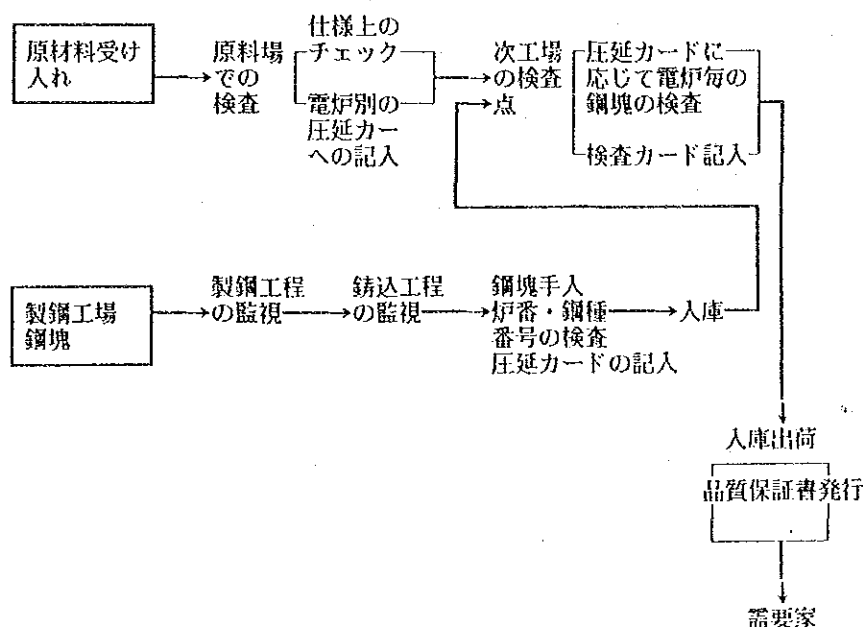 原材料受け
入れ
原料場
での
検査
仕様上の
チェック
電炉別の
圧延カー
への記入
次工場
の検査
点
圧延カードに
応じて電炉毎の
鋼塊の検査
検査カード記入
製鋼工場
鋼塊
製鋼工程
の監視
鋳込工程
の監視
鋼塊手入
炉番・鋼種
番号の検査
圧延カードの記入
入庫
入庫出荷
品質保証書発行
需要家